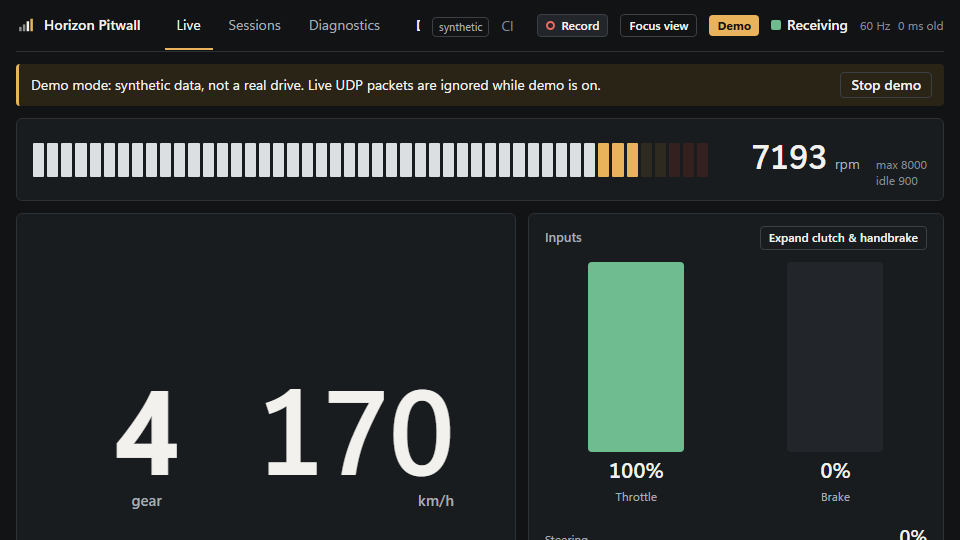 Horizon Pitwall
Live
Sessions
Diagnostics
synthetic
Record
Focus view
Demo
Receiving
60 Hz
0 ms old
Demo mode: synthetic data, not a real drive. Live UDP packets are ignored while demo is on.
Stop demo
7193 rpm
max 8000
idle 900
4
gear
170
km/h
Inputs
Expand clutch & handbrake
100%
Throttle
0%
Brake
Steering
0%